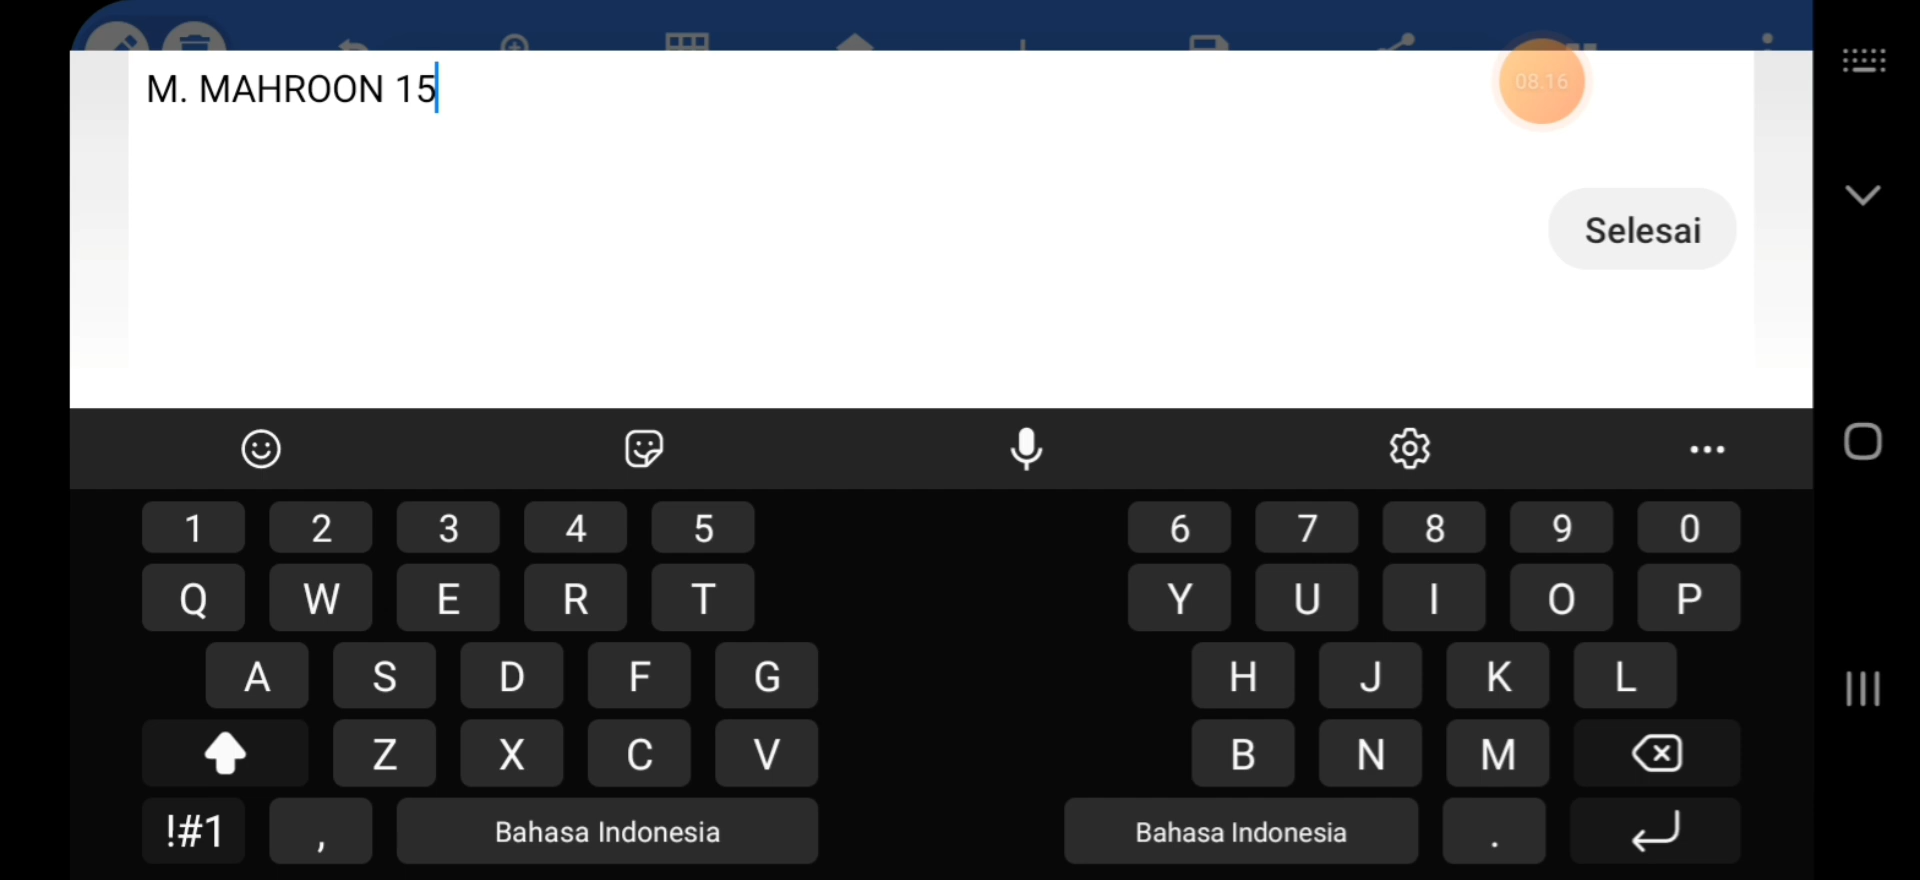 M. MAHROON 15
08.16
Selesai
1 2 3 4 5 6 7 8 9 0
Q W E R T Y U I O P
A S D F G H J K L
Z X C V B N M
!#1 , Bahasa Indonesia Bahasa Indonesia .